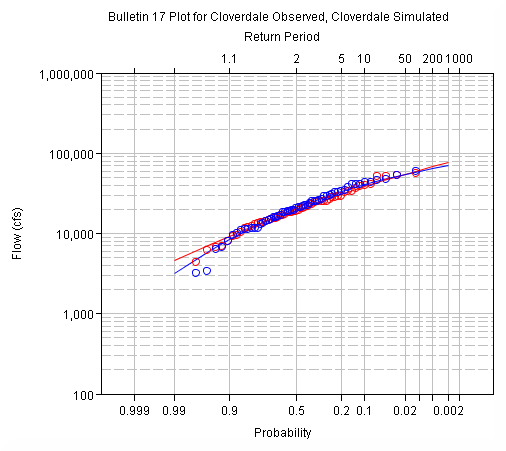 Bulletin 17 Plot for Cloverdale Observed, Cloverdale Simulated
Return Period
1.1 2 5 10 50 200 1000
1,000,000
100,000
10,000
1,000
100
Flow (cfs)
0.999 0.99 0.9 0.5 0.2 0.1 0.02 0.002
Probability